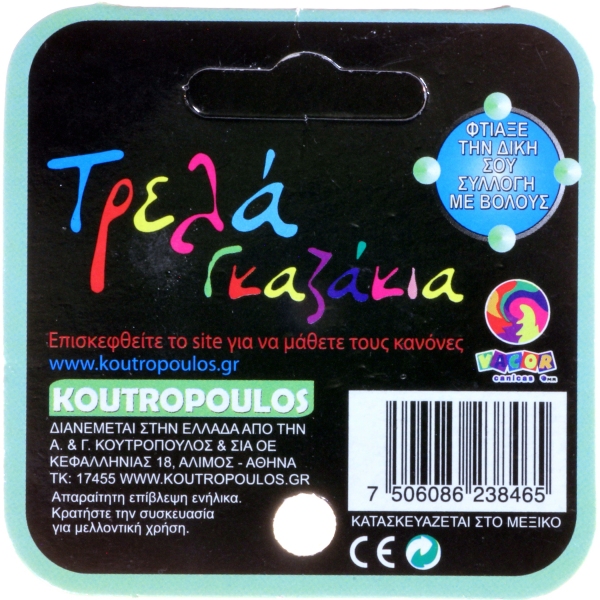 ΦΤΙΑΞΕ
ΤΗΝ ΔΙΚΗ
ΣΟΥ
ΣΥΛΛΟΓΗ
ΜΕ ΒΟΛΟΥΣ
Τρελά
γκαζάκια
Επισκεφθείτε το site για να μάθετε τους κανόνες
www.koutropoulos.gr
VACOR
canicas
KOUTROPOULOS
ΔΙΑΝΕΜΕΤΑΙ ΣΤΗΝ ΕΛΛΑΔΑ ΑΠΟ ΤΗΝ
Α. & Γ. ΚΟΥΤΡΟΠΟΥΛΟΣ & ΣΙΑ ΟΕ
ΚΕΦΑΛΛΗΝΙΑΣ 18, ΑΛΙΜΟΣ - ΑΘΗΝΑ
ΤΚ: 17455 WWW.KOUTROPOULOS.GR
Απαραίτητη επίβλεψη ενήλικα.
Κρατήστε την συσκευασία
για μελλοντική χρήση.
7 506086 238465
ΚΑΤΑΣΚΕΥΑΖΕΤΑΙ ΣΤΟ ΜΕΞΙΚΟ
CE